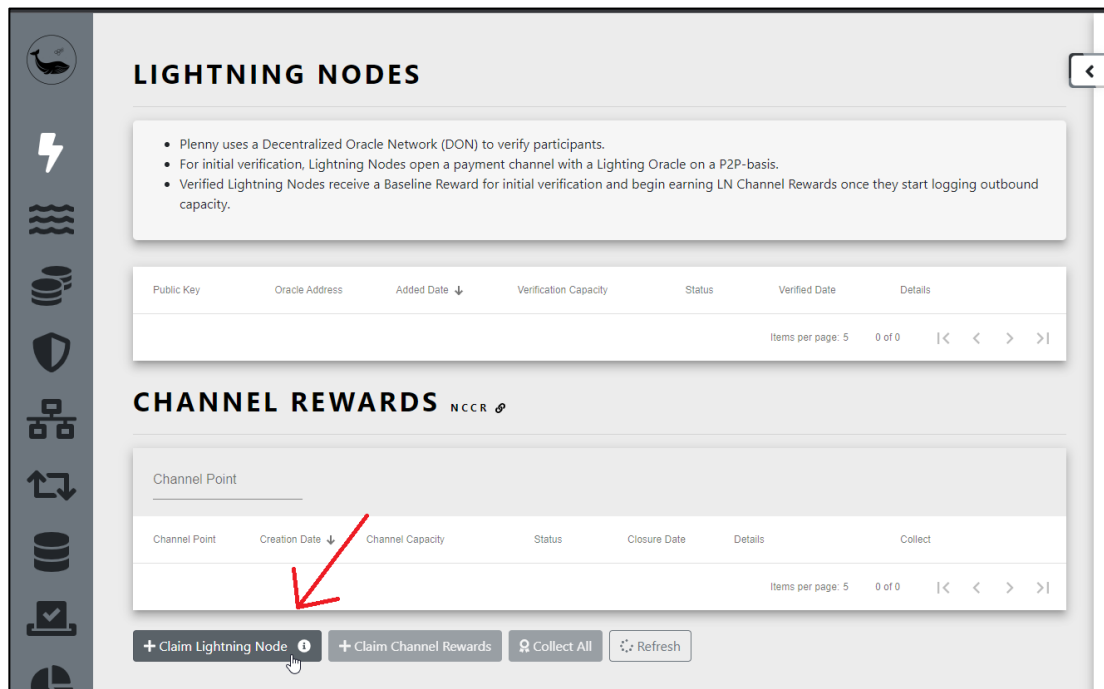 LIGHTNING NODES
Plenny uses a Decentralized Oracle Network (DON) to verify participants.
For initial verification, Lightning Nodes open a payment channel with a Lighting Oracle on a P2P-basis.
Verified Lightning Nodes receive a Baseline Reward for initial verification and begin earning LN Channel Rewards once they start logging outbound
capacity.
Public Key Oracle Address Added Date Verification Capacity Status Verified Date Details
Items per page: 5 0 of 0
CHANNEL REWARDS NCCR
Channel Point
Channel Point Creation Date Channel Capacity Status Closure Date Details Collect
Items per page: 5 0 of 0
+ Claim Lightning Node + Claim Channel Rewards Collect All Refresh